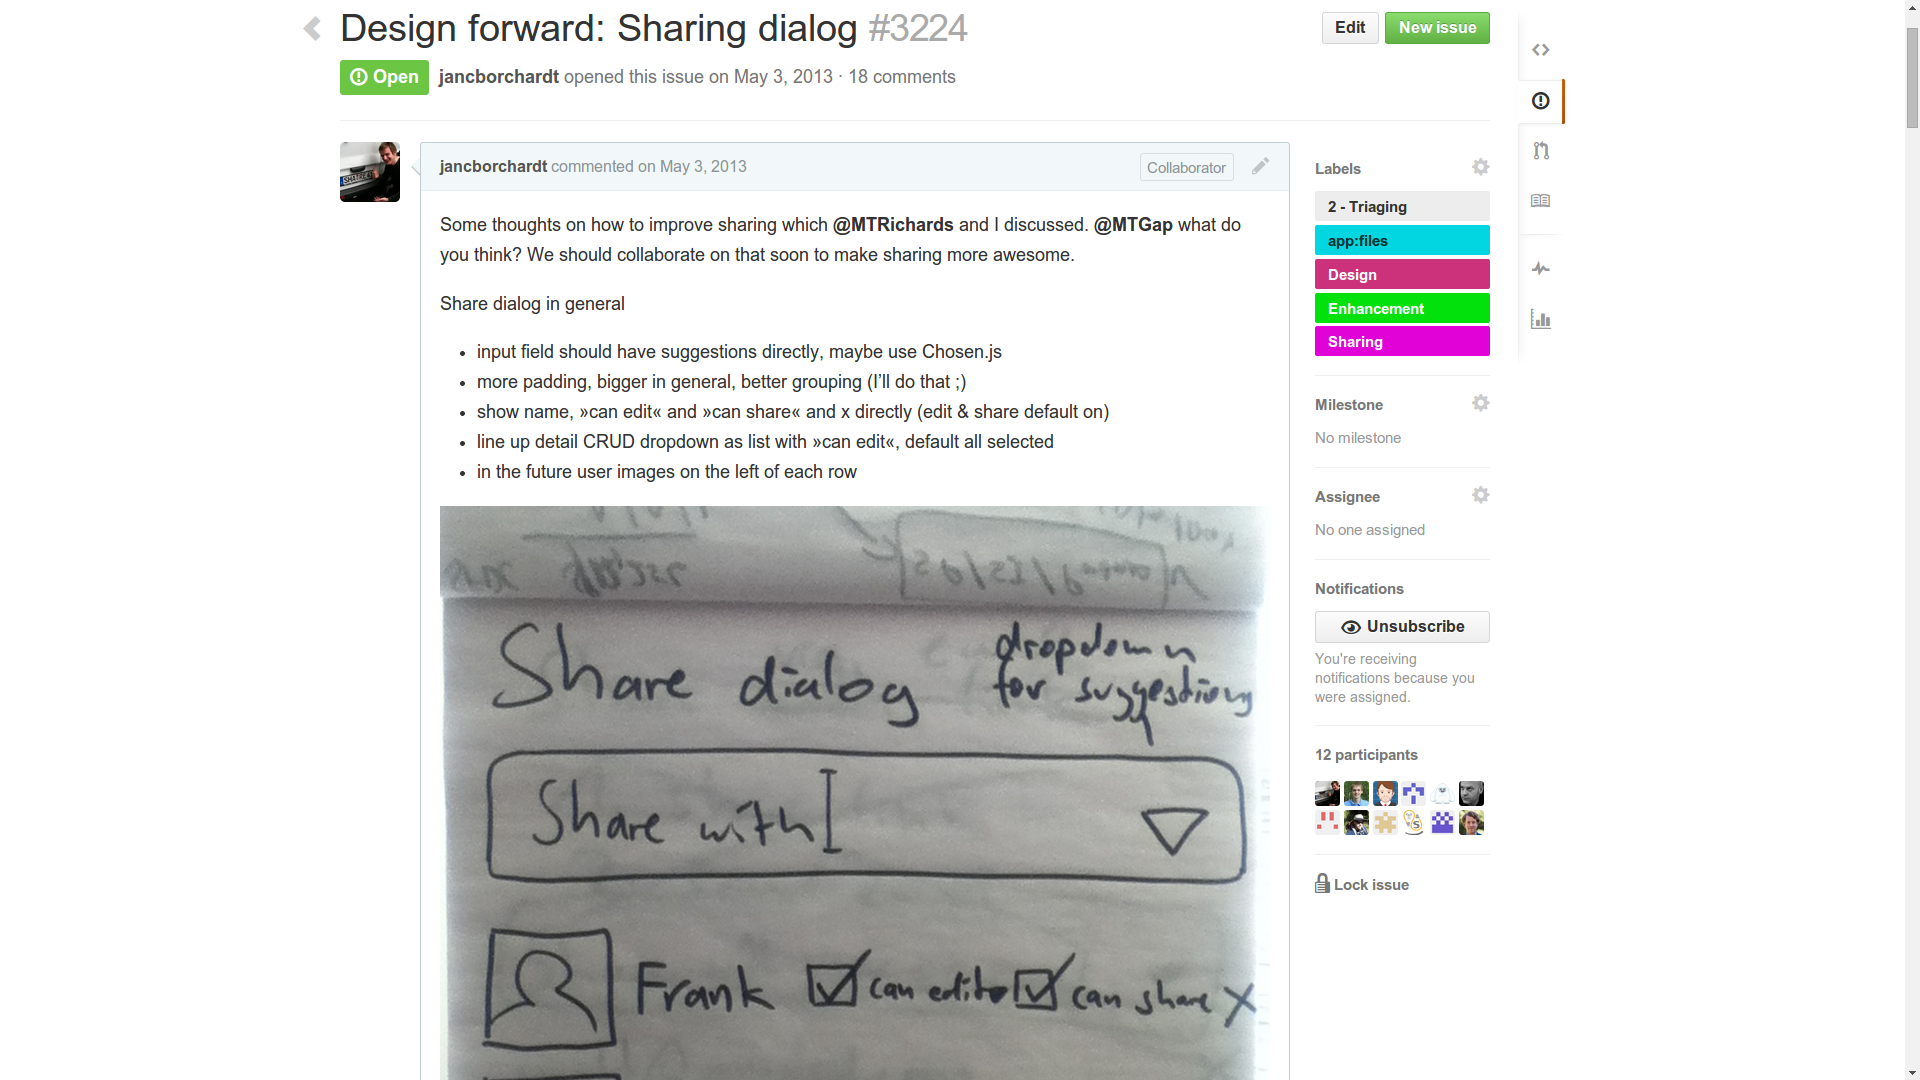 Design forward: Sharing dialog #3224
Edit
New issue
Open
jancborchardt opened this issue on May 3, 2013 · 18 comments
jancborchardt commented on May 3, 2013
Collaborator
Some thoughts on how to improve sharing which @MTRichards and I discussed. @MTGap what do
you think? We should collaborate on that soon to make sharing more awesome.
Share dialog in general
• input field should have suggestions directly, maybe use Chosen.js
• more padding, bigger in general, better grouping (I’ll do that ;)
• show name, »can edit« and »can share« and x directly (edit & share default on)
• line up detail CRUD dropdown as list with »can edit«, default all selected
• in the future user images on the left of each row
Share dialog
dropdown
for suggestions
Share with
Frank can edit can share X
Labels
2 - Triaging
app:files
Design
Enhancement
Sharing
Milestone
No milestone
Assignee
No one assigned
Notifications
Unsubscribe
You're receiving
notifications because you
were assigned.
12 participants
Lock issue